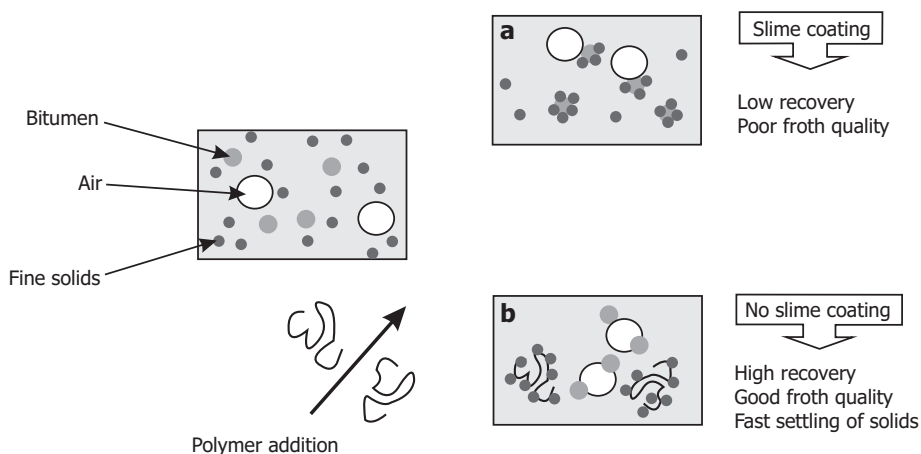 Bitumen
Air
Fine solids
Polymer addition
a
Slime coating
Low recovery
Poor froth quality
b
No slime coating
High recovery
Good froth quality
Fast settling of solids